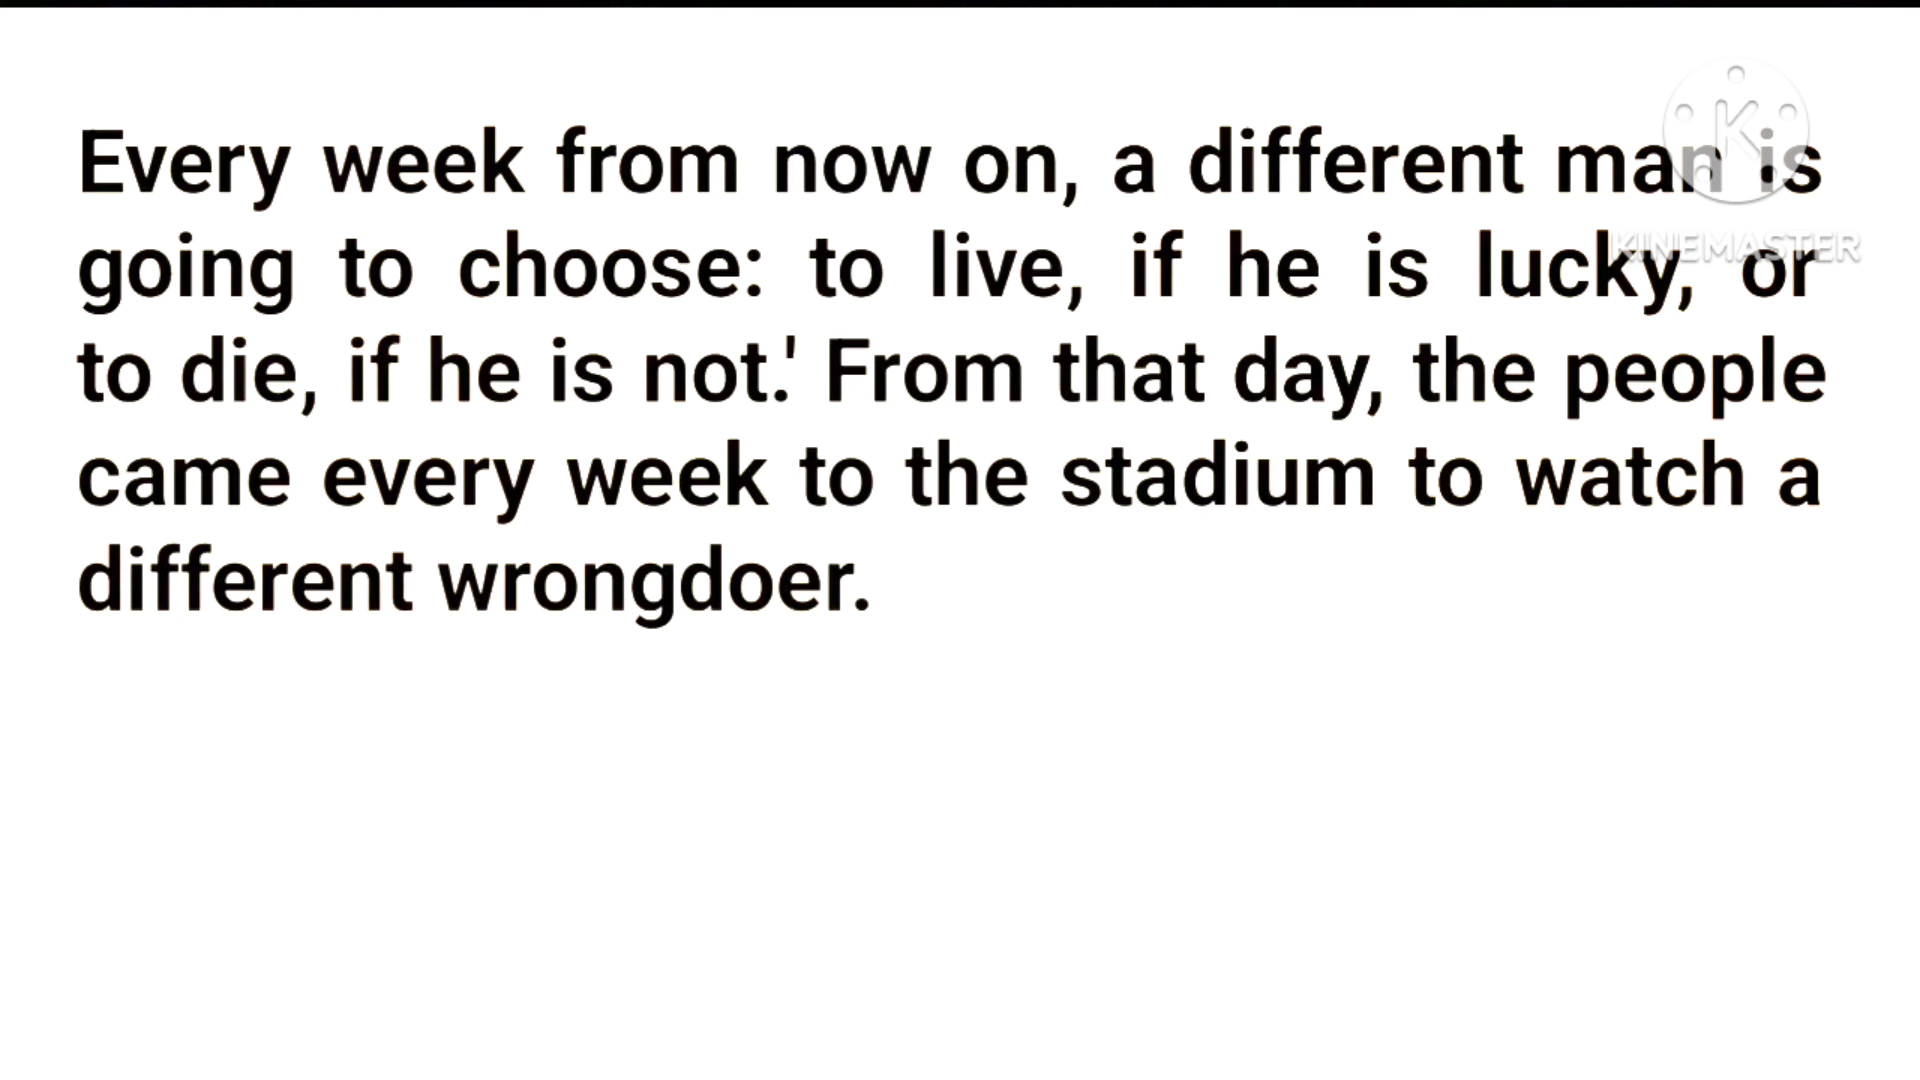 Every week from now on, a different man is
going to choose: to live, if he is lucky, or
to die, if he is not.' From that day, the people
came every week to the stadium to watch a
different wrongdoer.
K
KINEMASTER